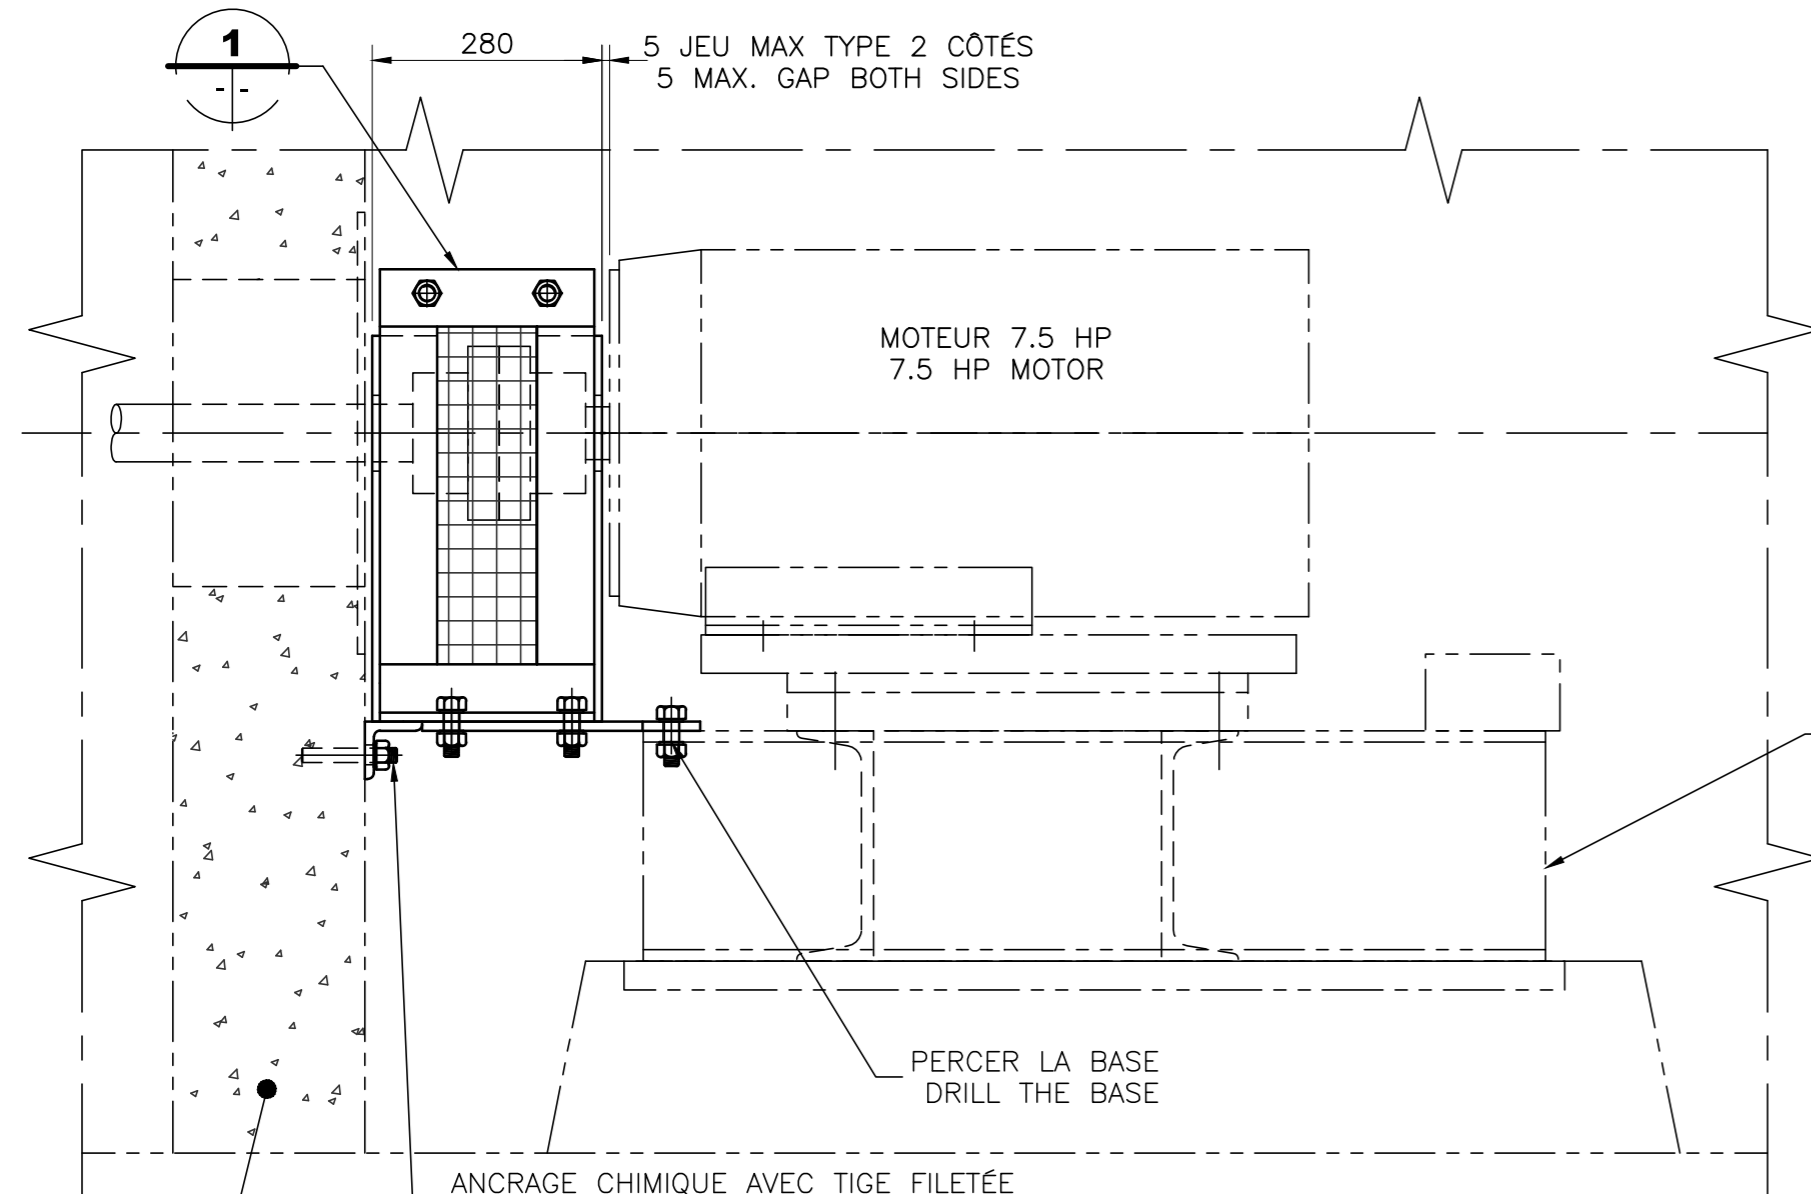 1
- -
280
5 JEU MAX TYPE 2 CÔTÉS
5 MAX. GAP BOTH SIDES
MOTEUR 7.5 HP
7.5 HP MOTOR
PERCER LA BASE
DRILL THE BASE
ANCRAGE CHIMIQUE AVEC TIGE FILETÉE